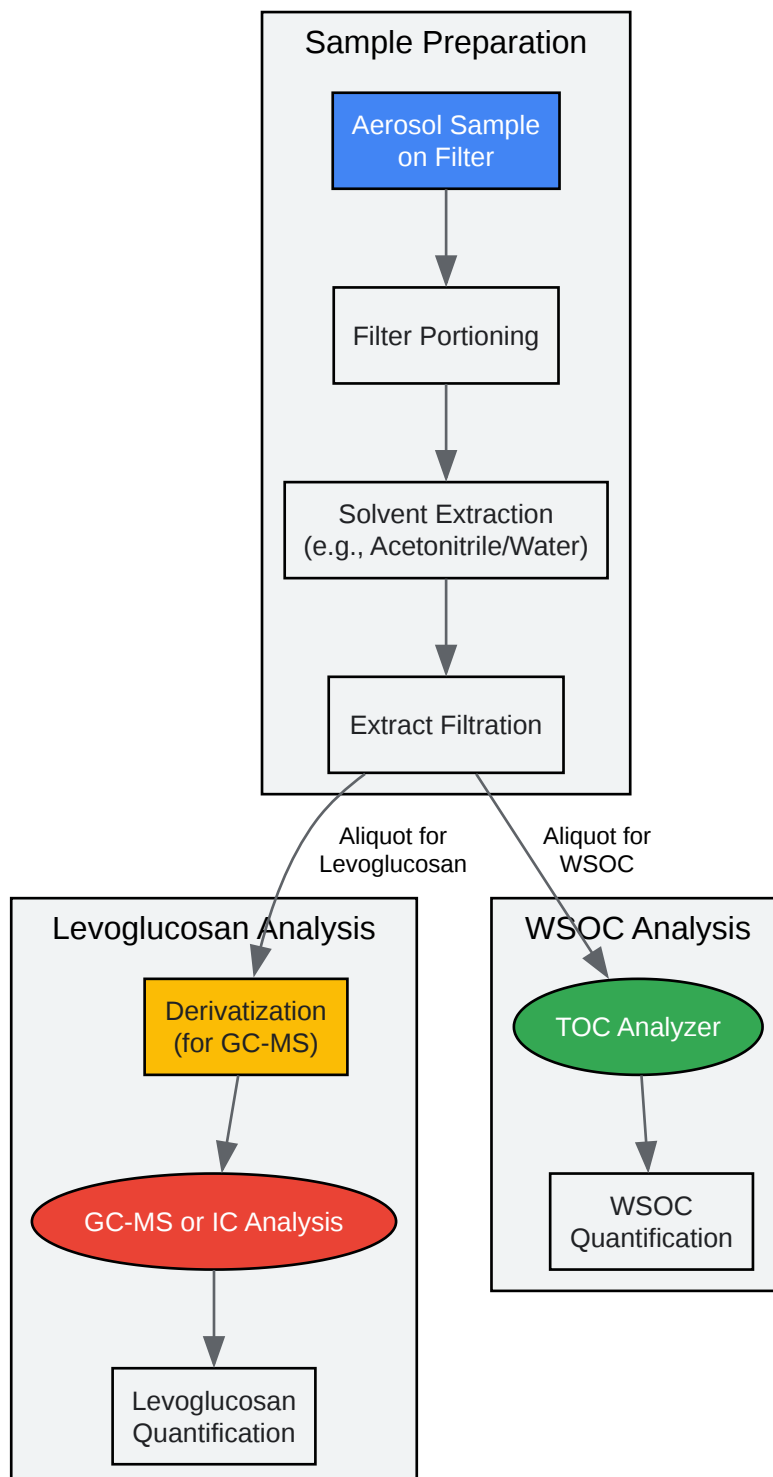 Sample Preparation
Aerosol Sample
on Filter
Filter Portioning
Solvent Extraction
(e.g., Acetonitrile/Water)
Extract Filtration
Aliquot for
Levoglucosan
Aliquot for
WSOC
Levoglucosan Analysis
Derivatization
(for GC-MS)
GC-MS or IC Analysis
Levoglucosan
Quantification
WSOC Analysis
TOC Analyzer
WSOC
Quantification